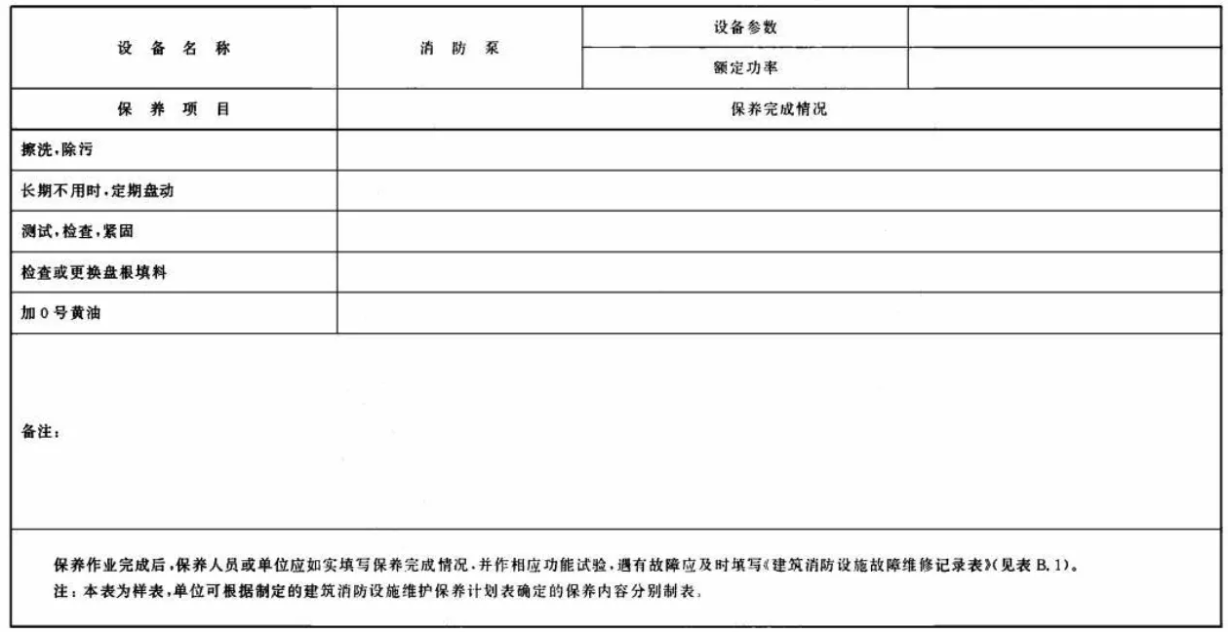 设备名称 消防泵 设备参数
额定功率
保养项目 保养完成情况
擦洗,除污
长期不用时,定期盘动
测试,检查,紧固
检查或更换盘根填料
加0号黄油
备注:
保养作业完成后,保养人员或单位应如实填写保养完成情况,并作相应功能试验,遇有故障应及时填写《建筑消防设施故障维修记录表》(见表 B.1)。
注:本表为样表,单位可根据制定的建筑消防设施维护保养计划表确定的保养内容分别制表。